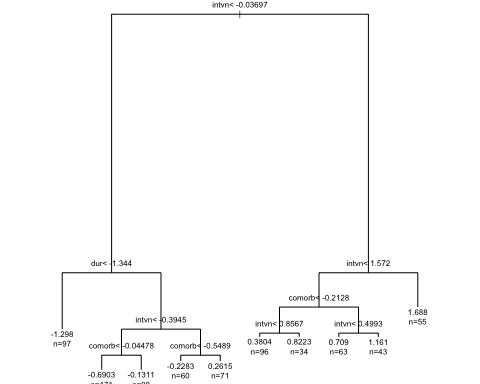 intvn< -0.03697
dur< -1.344
intvn< 1.572
comorb< -0.2128
1.688
n=55
intvn< -0.3945
intvn< 0.8567
intvn< 0.4993
-1.298
n=97
comorb< -0.04478
comorb< -0.5489
0.3804
n=96
0.8223
n=34
0.709
n=63
1.161
n=43
-0.2283
n=60
0.2615
n=71
-0.6903
-0.1311